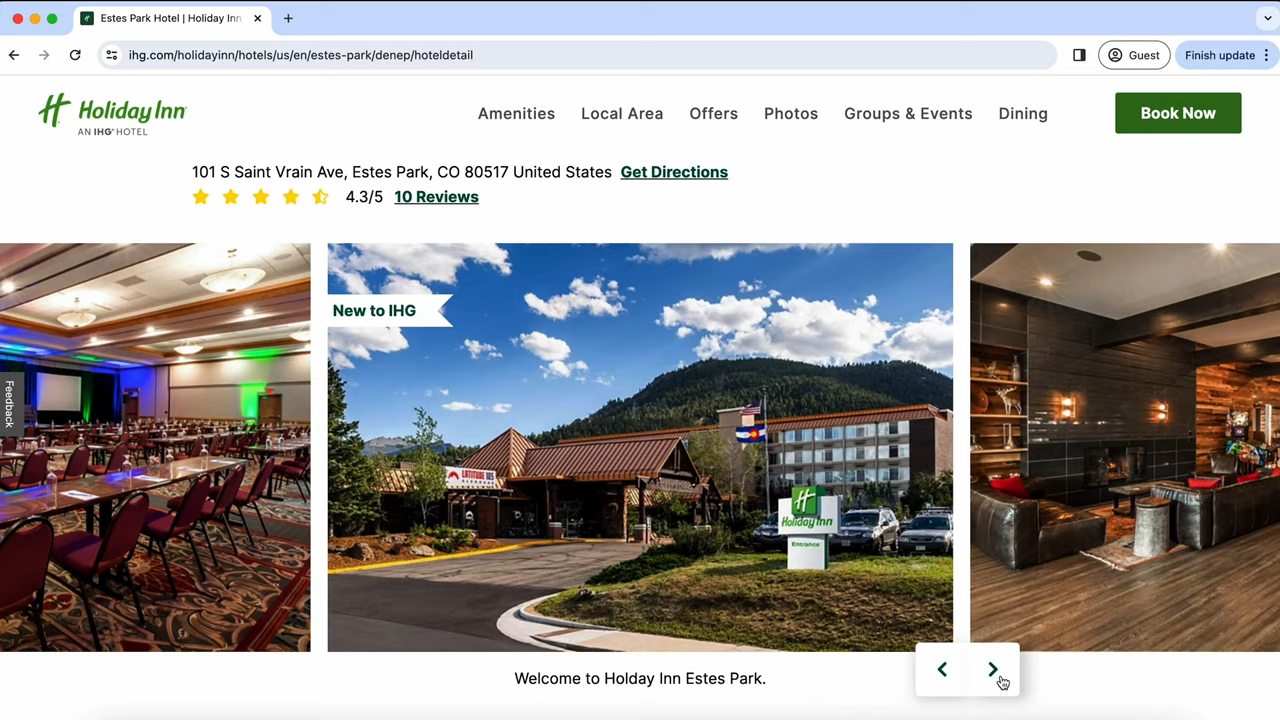 Estes Park Hotel | Holiday Inn
ihg.com/holidayinn/hotels/us/en/estes-park/denep/hoteldetail
Guest
Finish update
Holiday Inn
AN IHG® HOTEL
Amenities
Local Area
Offers
Photos
Groups & Events
Dining
Book Now
101 S Saint Vrain Ave, Estes Park, CO 80517 United States Get Directions
4.3/5 10 Reviews
New to IHG
Feedback
LATITUDE 105
ALEHOUSE
Holiday Inn
Entrance
Welcome to Holday Inn Estes Park.